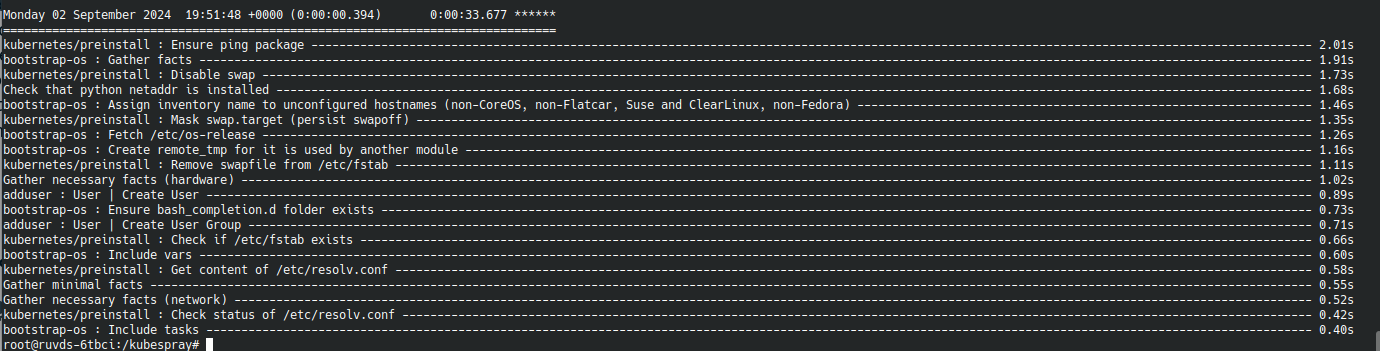 Monday 02 September 2024  19:51:48 +0000 (0:00:00.394)       0:00:33.677 ******
===============================================================================
kubernetes/preinstall : Ensure ping package --- 2.01s
bootstrap-os : Gather facts --- 1.91s
kubernetes/preinstall : Disable swap --- 1.73s
Check that python netaddr is installed --- 1.68s
bootstrap-os : Assign inventory name to unconfigured hostnames (non-CoreOS, non-Flatcar, Suse and ClearLinux, non-Fedora) --- 1.46s
kubernetes/preinstall : Mask swap.target (persist swapoff) --- 1.35s
bootstrap-os : Fetch /etc/os-release --- 1.26s
bootstrap-os : Create remote_tmp for it is used by another module --- 1.16s
kubernetes/preinstall : Remove swapfile from /etc/fstab --- 1.11s
Gather necessary facts (hardware) --- 1.02s
adduser : User | Create User --- 0.89s
bootstrap-os : Ensure bash_completion.d folder exists --- 0.73s
adduser : User | Create User Group --- 0.71s
kubernetes/preinstall : Check if /etc/fstab exists --- 0.66s
bootstrap-os : Include vars --- 0.60s
kubernetes/preinstall : Get content of /etc/resolv.conf --- 0.58s
Gather minimal facts --- 0.55s
Gather necessary facts (network) --- 0.52s
kubernetes/preinstall : Check status of /etc/resolv.conf --- 0.42s
bootstrap-os : Include tasks --- 0.40s
root@ruvds-6tbci:/kubespray#